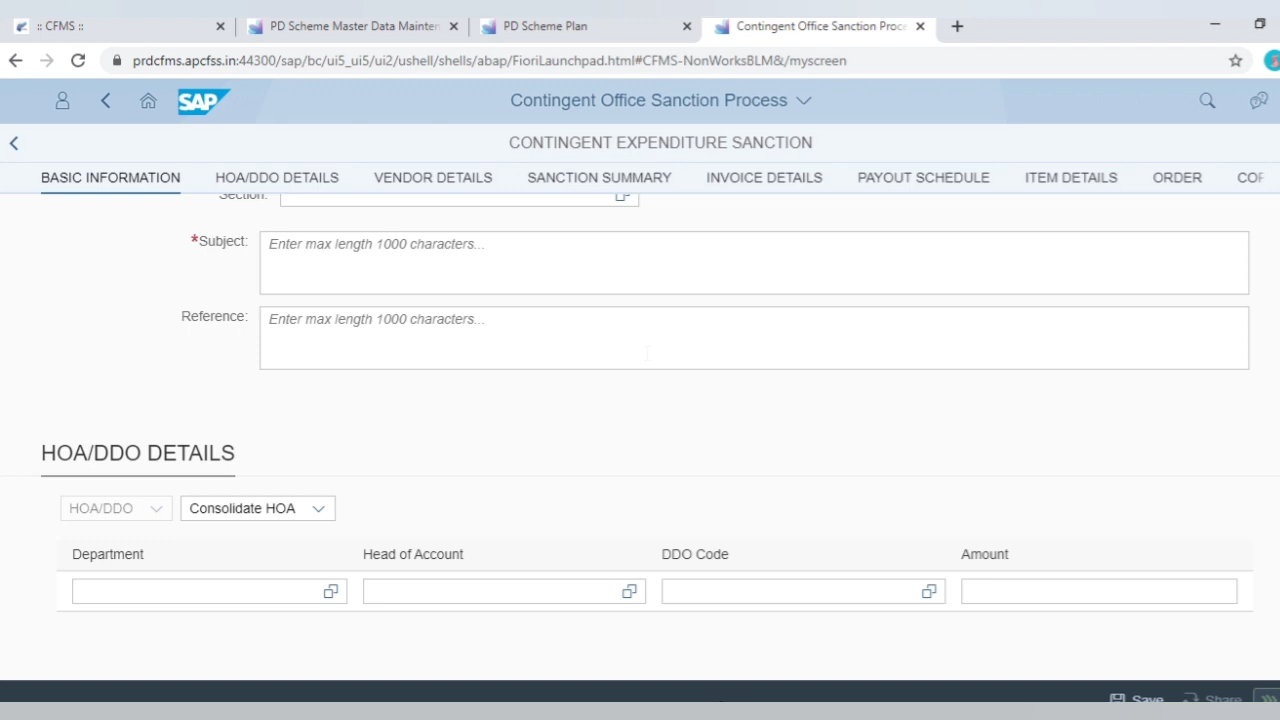 :: CFMS ::
PD Scheme Master Data Mainten
PD Scheme Plan
Contingent Office Sanction Proce
prdcfms.apcfss.in:44300/sap/bc/ui5_ui5/ui2/ushell/shells/abap/FioriLaunchpad.html#CFMS-NonWorksBLM&/myscreen
SAP
Contingent Office Sanction Process
CONTINGENT EXPENDITURE SANCTION
BASIC INFORMATION HOA/DDO DETAILS VENDOR DETAILS SANCTION SUMMARY INVOICE DETAILS PAYOUT SCHEDULE ITEM DETAILS ORDER COF
Section:
*Subject: Enter max length 1000 characters...
Reference: Enter max length 1000 characters...
HOA/DDO DETAILS
HOA/DDO Consolidate HOA
Department Head of Account DDO Code Amount
Save Share